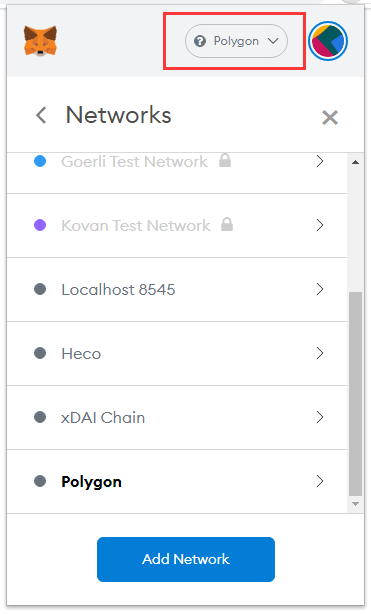 Polygon
Networks
Goerli Test Network
Kovan Test Network
Localhost 8545
Heco
xDAI Chain
Polygon
Add Network